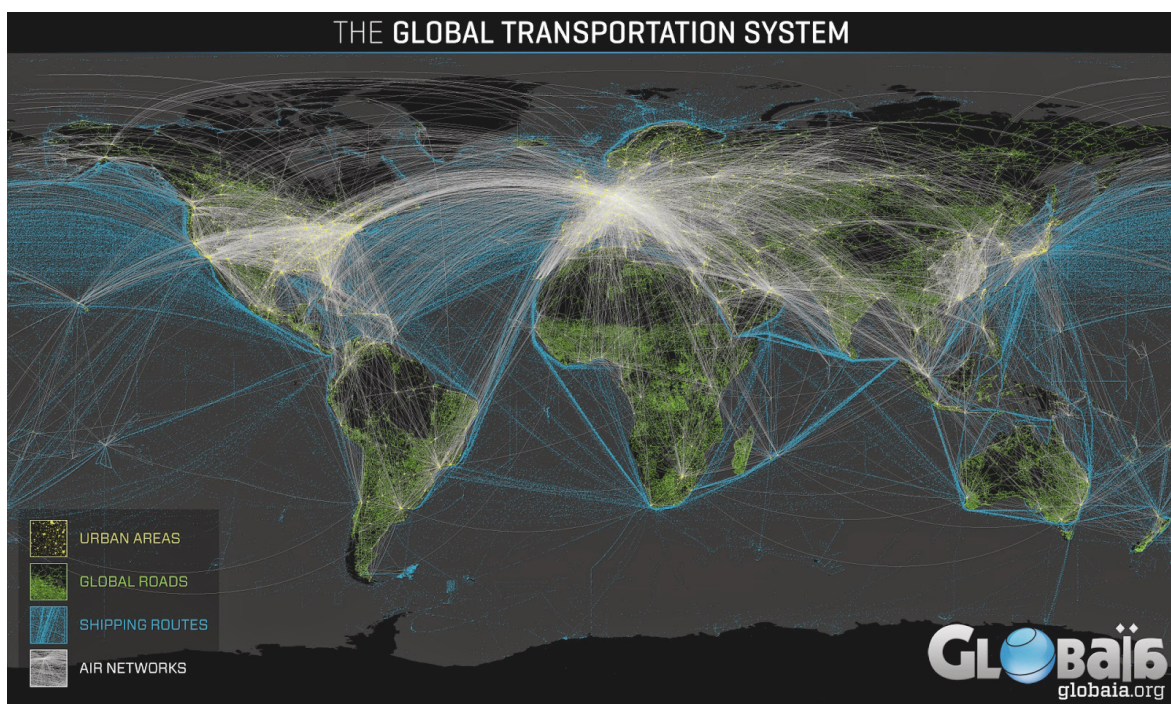 THE GLOBAL TRANSPORTATION SYSTEM
URBAN AREAS
GLOBAL ROADS
SHIPPING ROUTES
AIR NETWORKS
GLOBAÏA
globaia.org